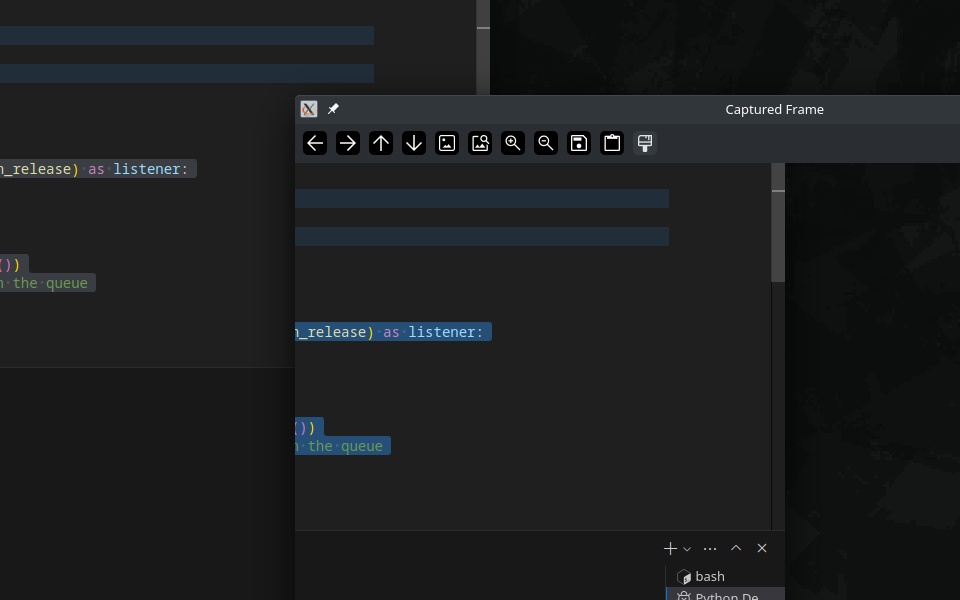 n_release) as listener:
())
n the queue
Captured Frame
n_release) as listener:
())
n the queue
bash
Python De